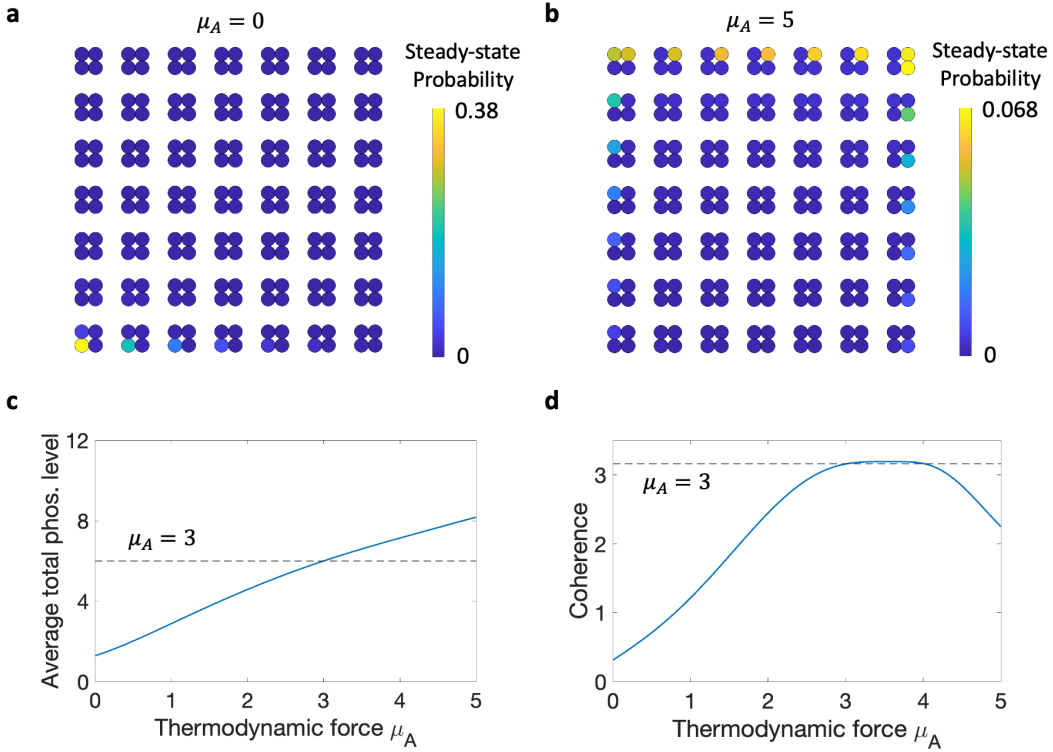 a
μ_A = 0
Steady-state
Probability
0.38
0
b
μ_A = 5
Steady-state
Probability
0.068
0
c
Average total phos. level
12
8
4
0
μ_A = 3
0 1 2 3 4 5
Thermodynamic force μ_A
d
Coherence
3
2
1
0
μ_A = 3
0 1 2 3 4 5
Thermodynamic force μ_A